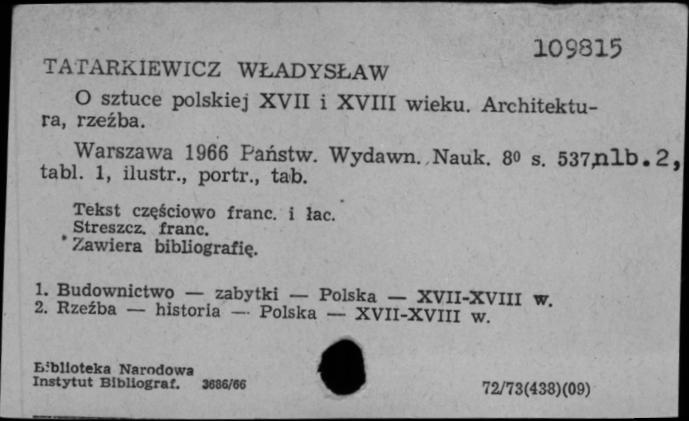 109815
TATARKIEWICZ WŁADYSŁAW
O sztuce polskiej XVII i XVIII wieku. Architektu-
ra, rzeźba.
Warszawa 1966 Państw. Wydawn. Nauk. 8⁰ s. 537,nlb.2,
tabl. 1, ilustr., portr., tab.
Tekst częściowo franc. i łac.
Streszcz. franc.
Zawiera bibliografię.
1. Budownictwo — zabytki — Polska — XVII-XVIII w.
2. Rzeźba — historia — Polska — XVII-XVIII w.
Biblioteka Narodowa
Instytut Bibliograf. 3686/66
72/73(438)(09)